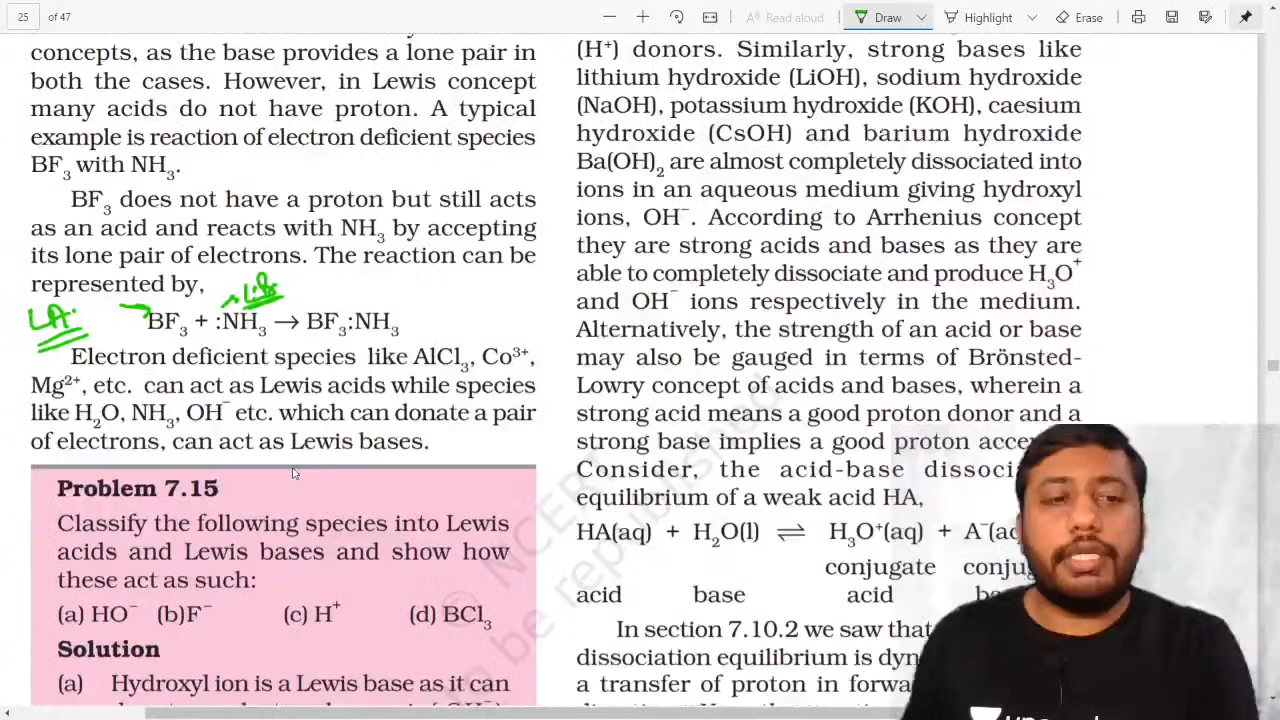 25 of 47
Read aloud
Draw
Highlight
Erase
concepts, as the base provides a lone pair in
both the cases. However, in Lewis concept
many acids do not have proton. A typical
example is reaction of electron deficient species
BF₃ with NH₃.
BF₃ does not have a proton but still acts
as an acid and reacts with NH₃ by accepting
its lone pair of electrons. The reaction can be
represented by,
LA
BF₃ + :NH₃ → BF₃:NH₃
Electron deficient species like AlCl₃, Co³⁺,
Mg²⁺, etc. can act as Lewis acids while species
like H₂O, NH₃, OH⁻ etc. which can donate a pair
of electrons, can act as Lewis bases.
Problem 7.15
Classify the following species into Lewis
acids and Lewis bases and show how
these act as such:
(a) HO⁻ (b)F⁻ (c) H⁺ (d) BCl₃
Solution
(a) Hydroxyl ion is a Lewis base as it can
(H⁺) donors. Similarly, strong bases like
lithium hydroxide (LiOH), sodium hydroxide
(NaOH), potassium hydroxide (KOH), caesium
hydroxide (CsOH) and barium hydroxide
Ba(OH)₂ are almost completely dissociated into
ions in an aqueous medium giving hydroxyl
ions, OH⁻. According to Arrhenius concept
they are strong acids and bases as they are
able to completely dissociate and produce H₃O⁺
and OH⁻ ions respectively in the medium.
Alternatively, the strength of an acid or base
may also be gauged in terms of Brönsted-
Lowry concept of acids and bases, wherein a
strong acid means a good proton donor and a
strong base implies a good proton
Consider, the acid-base
equilibrium of a weak acid HA,
HA(aq) + H₂O(l) ⇌ H₃O⁺(aq) + A⁻
conjugate
acid base acid
In section 7.10.2 we saw that
dissociation equilibrium is
a transfer of proton in
© NCERT
be republished